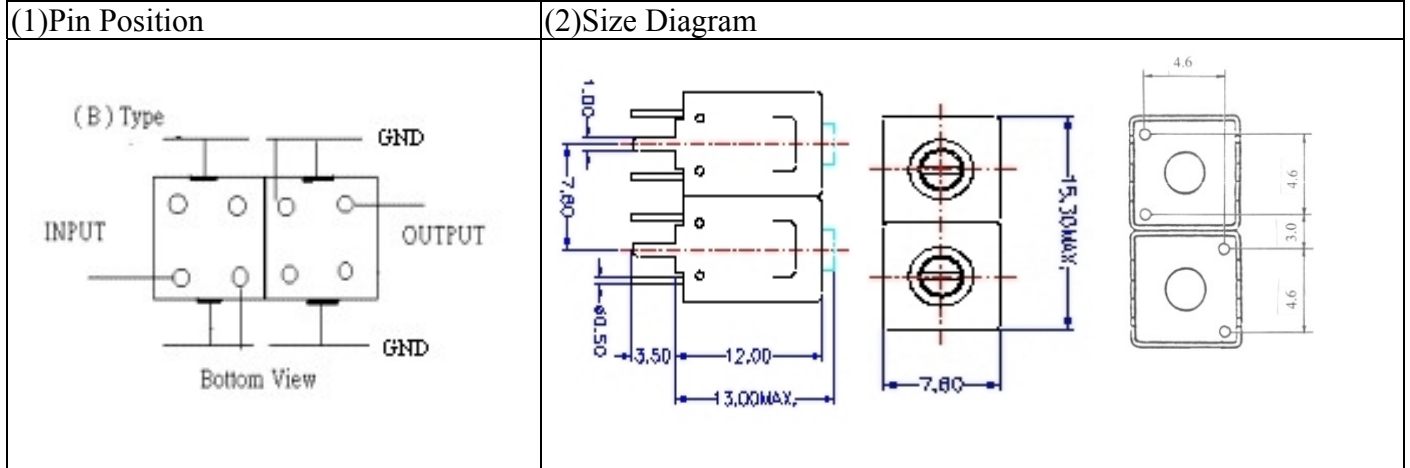 (1)Pin Position
(2)Size Diagram
(B) Type
GND
INPUT
OUTPUT
GND
Bottom View
1.00
7.60
ø0.50
3.50
12.00
13.00MAX.
15.30MAX.
7.60
4.6
4.6
3.0
4.6